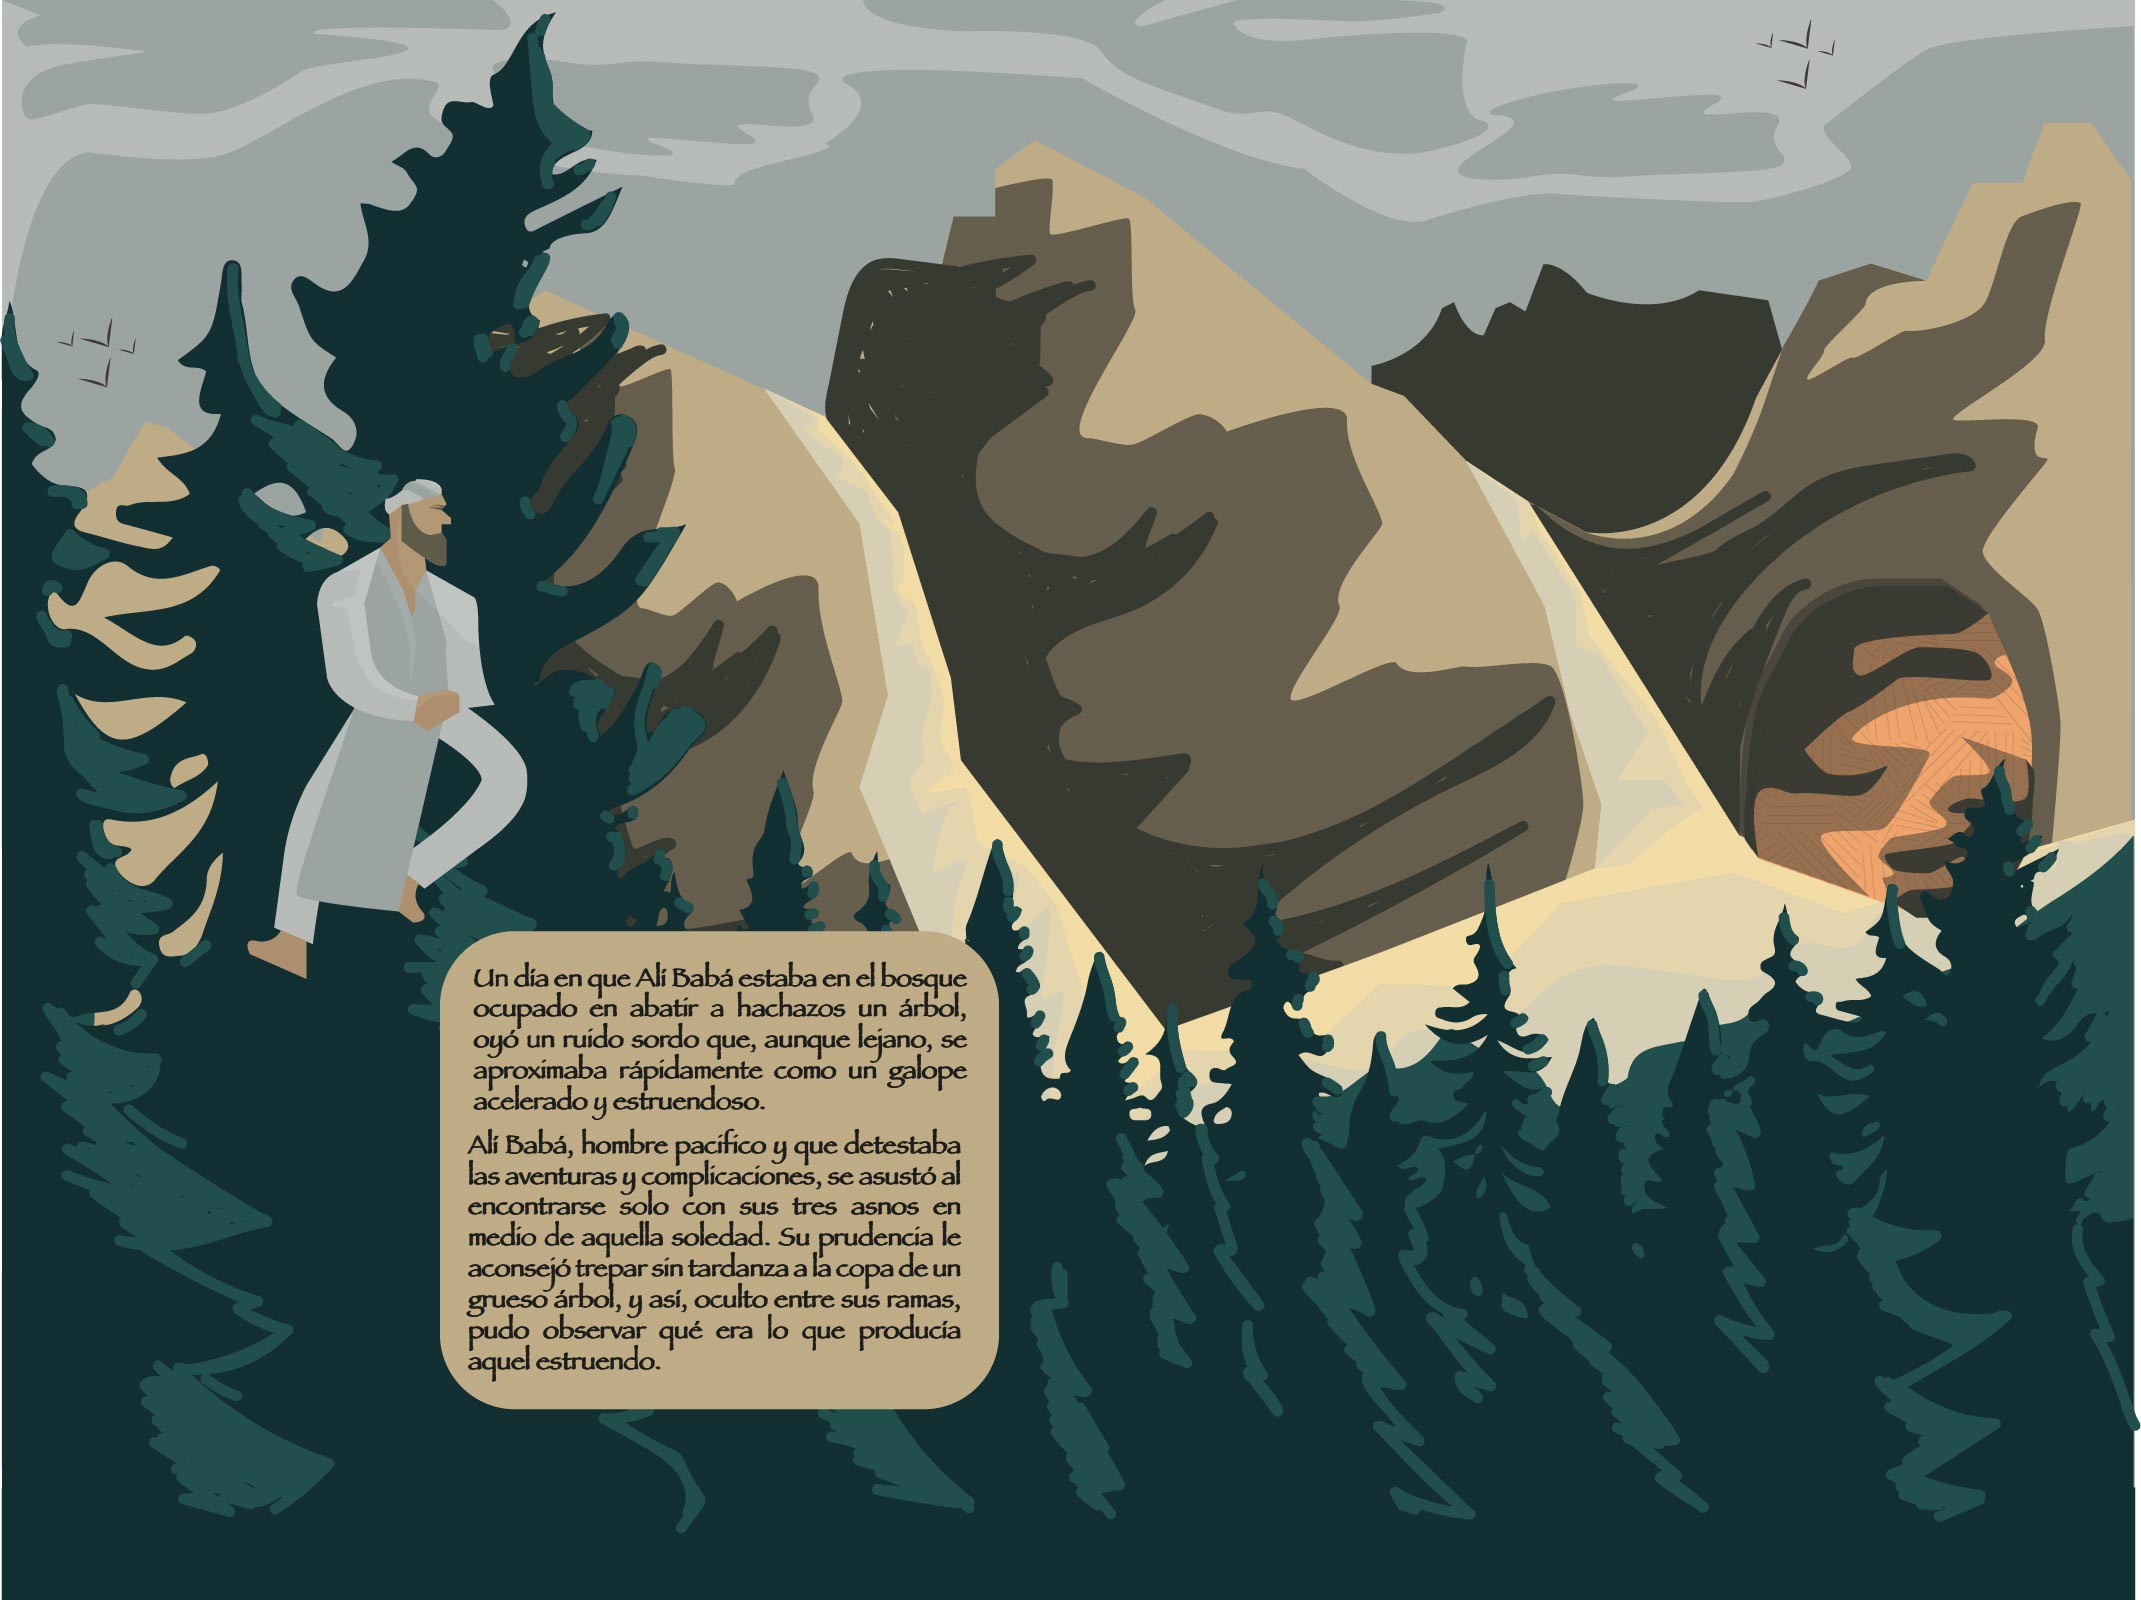 Un día en que Alí Babá estaba en el bosque
ocupado en abatir a hachazos un árbol,
oyó un ruido sordo que, aunque lejano, se
aproximaba rápidamente como un galope
acelerado y estruendoso.
Alí Babá, hombre pacífico y que detestaba
las aventuras y complicaciones, se asustó al
encontrarse solo con sus tres asnos en
medio de aquella soledad. Su prudencia le
aconsejó trepar sin tardanza a la copa de un
grueso árbol, y así, oculto entre sus ramas,
pudo observar qué era lo que producía
aquel estruendo.